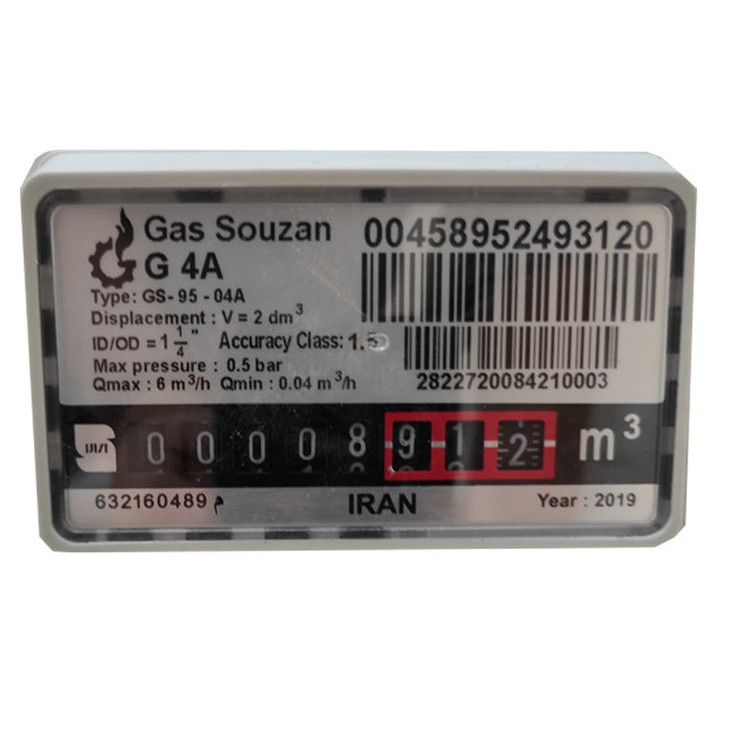 Gas Souzan
G 4A
Type: GS- 95 - 04A
Displacement : V = 2 dm³
ID/OD = 1 1/4 " Accuracy Class: 1.5
Max pressure : 0.5 bar
Qmax : 6 m³/h Qmin : 0.04 m³/h
00458952493120
2822720084210003
0 0 0 0 8 9 1 2 m³
632160489 م
IRAN
Year : 2019